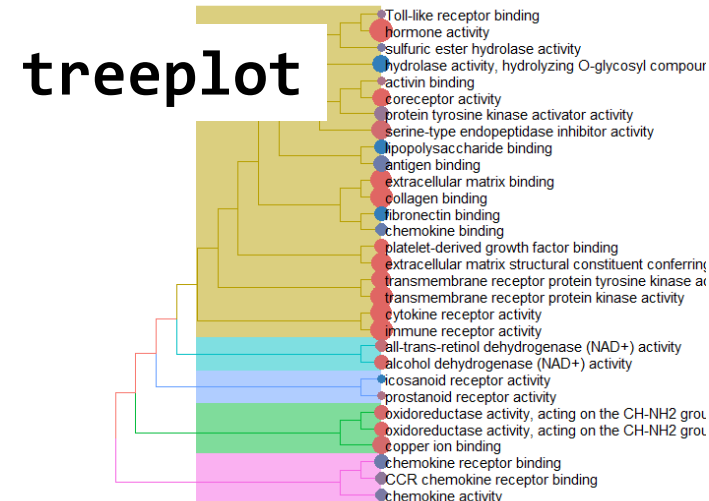 treeplot
Toll-like receptor binding
hormone activity
sulfuric ester hydrolase activity
hydrolase activity, hydrolyzing O-glycosyl compour
activin binding
coreceptor activity
protein tyrosine kinase activator activity
serine-type endopeptidase inhibitor activity
lipopolysaccharide binding
antigen binding
extracellular matrix binding
collagen binding
fibronectin binding
chemokine binding
platelet-derived growth factor binding
extracellular matrix structural constituent conferring
transmembrane receptor protein tyrosine kinase ac
transmembrane receptor protein kinase activity
cytokine receptor activity
immune receptor activity
all-trans-retinol dehydrogenase (NAD+) activity
alcohol dehydrogenase (NAD+) activity
icosanoid receptor activity
prostanoid receptor activity
oxidoreductase activity, acting on the CH-NH2 grou
oxidoreductase activity, acting on the CH-NH2 grou
copper ion binding
chemokine receptor binding
CCR chemokine receptor binding
chemokine activity